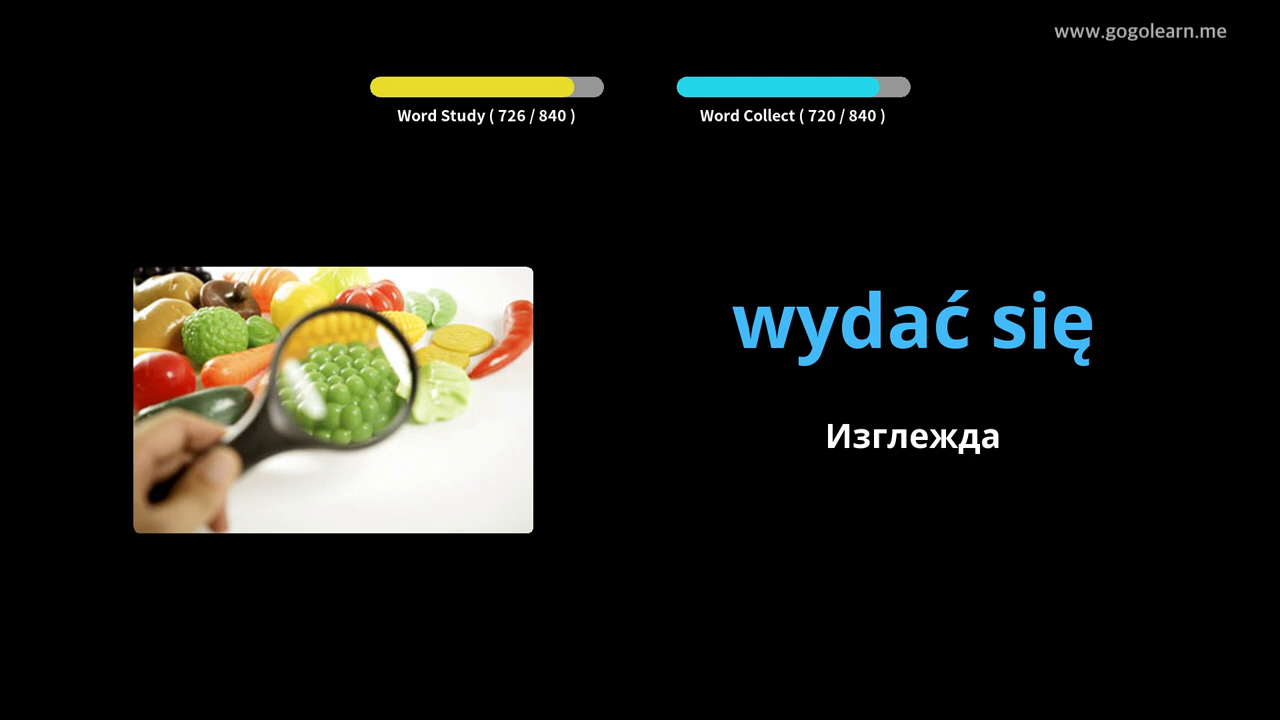 www.gogolearn.me
Word Study ( 726 / 840 )
Word Collect ( 720 / 840 )
wydać się
Изглежда